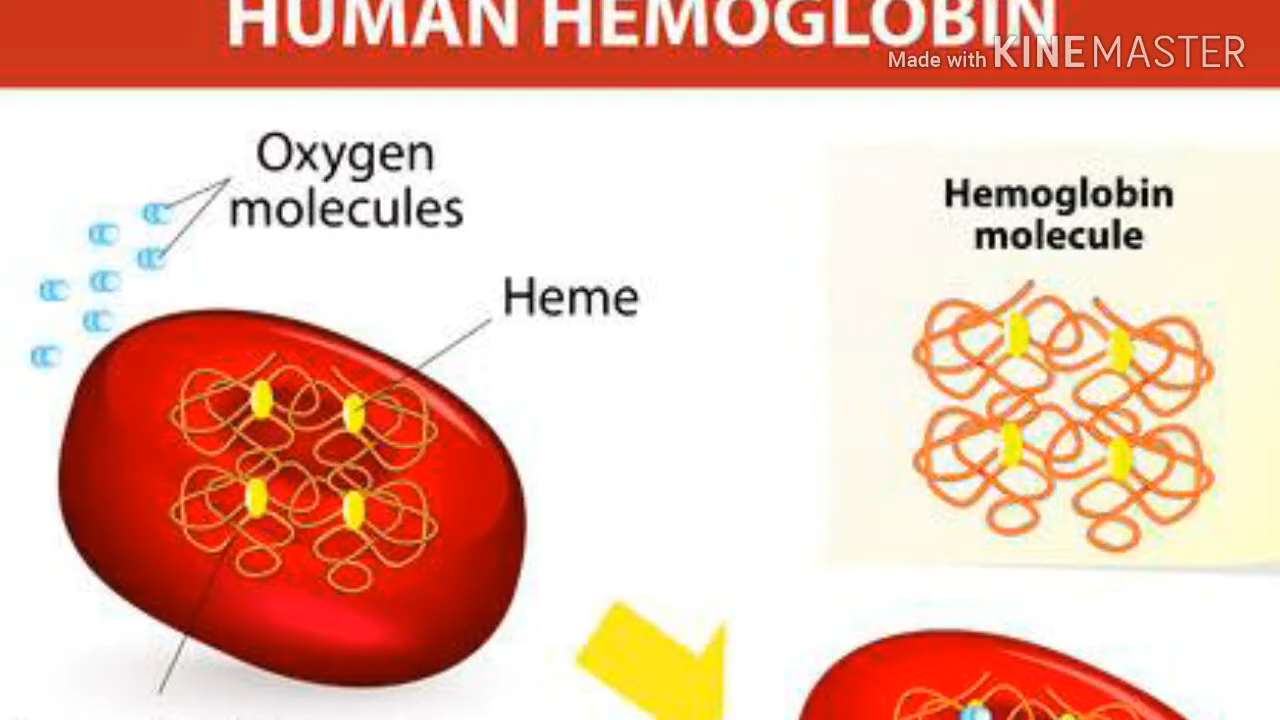 HUMAN HEMOGLOBIN
Made with KINEMASTER
Oxygen
molecules
Heme
Hemoglobin
molecule